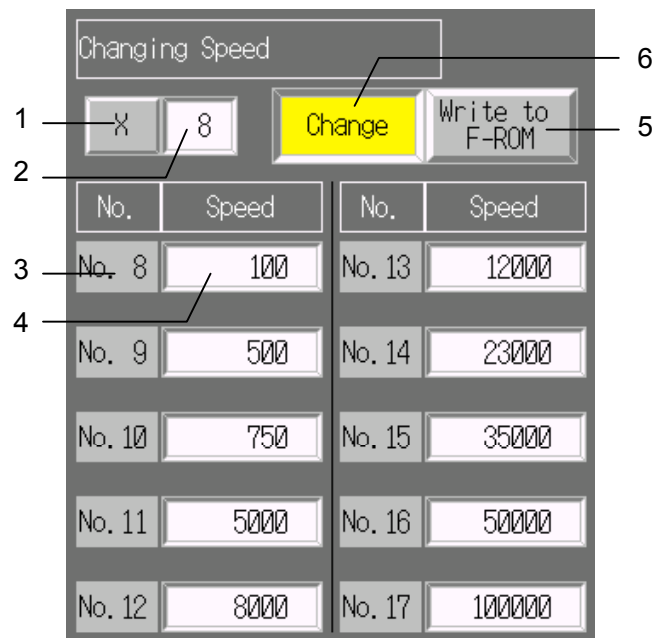 Changing Speed
6
1
X
8
Change
Write to
F-ROM
5
2
No.
Speed
No.
Speed
3
No. 8
100
No. 13
12000
4
No. 9
500
No. 14
23000
No. 10
750
No. 15
35000
No. 11
5000
No. 16
50000
No. 12
8000
No. 17
100000